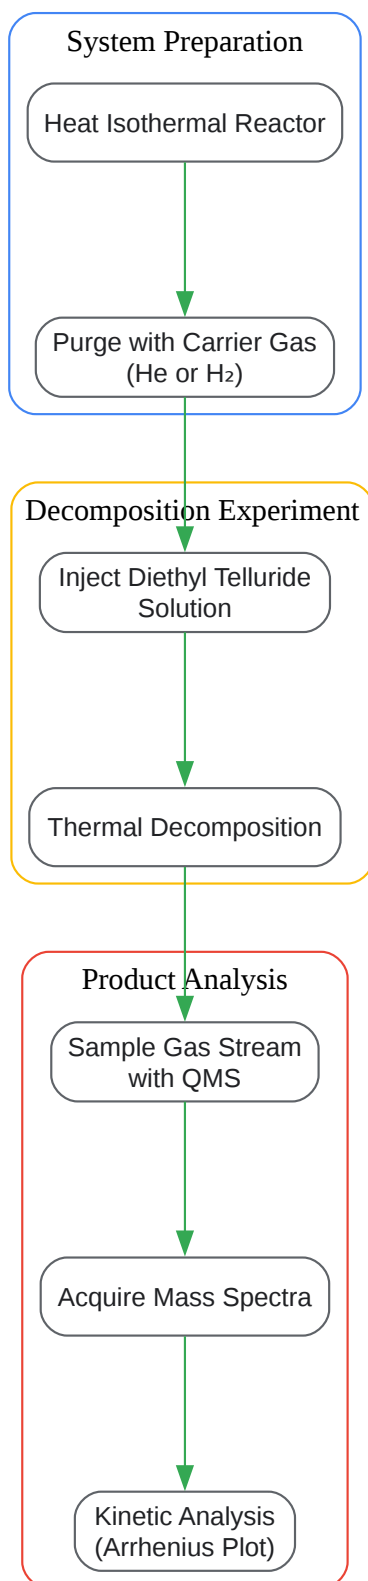 System Preparation
Heat Isothermal Reactor
Purge with Carrier Gas
(He or H₂)
Decomposition Experiment
Inject Diethyl Telluride
Solution
Thermal Decomposition
Product Analysis
Sample Gas Stream
with QMS
Acquire Mass Spectra
Kinetic Analysis
(Arrhenius Plot)